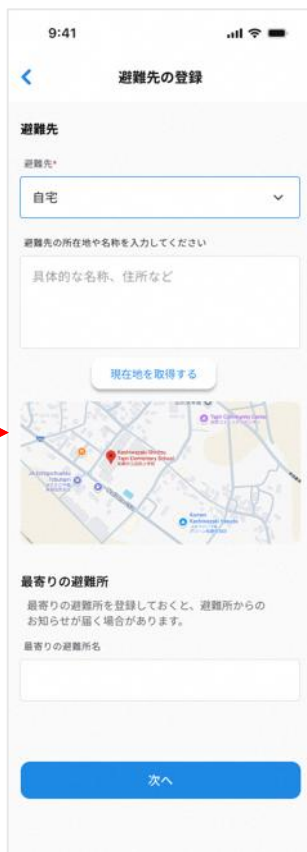 9:41
避難先の登録
避難先
避難先*
自宅
避難先の所在地や名称を入力してください
具体的な名称、住所など
現在地を取得する
Kashiwazaki Shiritsu
Tajiri Elementary School
最寄りの避難所
最寄りの避難所を登録しておくと、避難所からの
お知らせが届く場合があります。
最寄りの避難所名
次へ